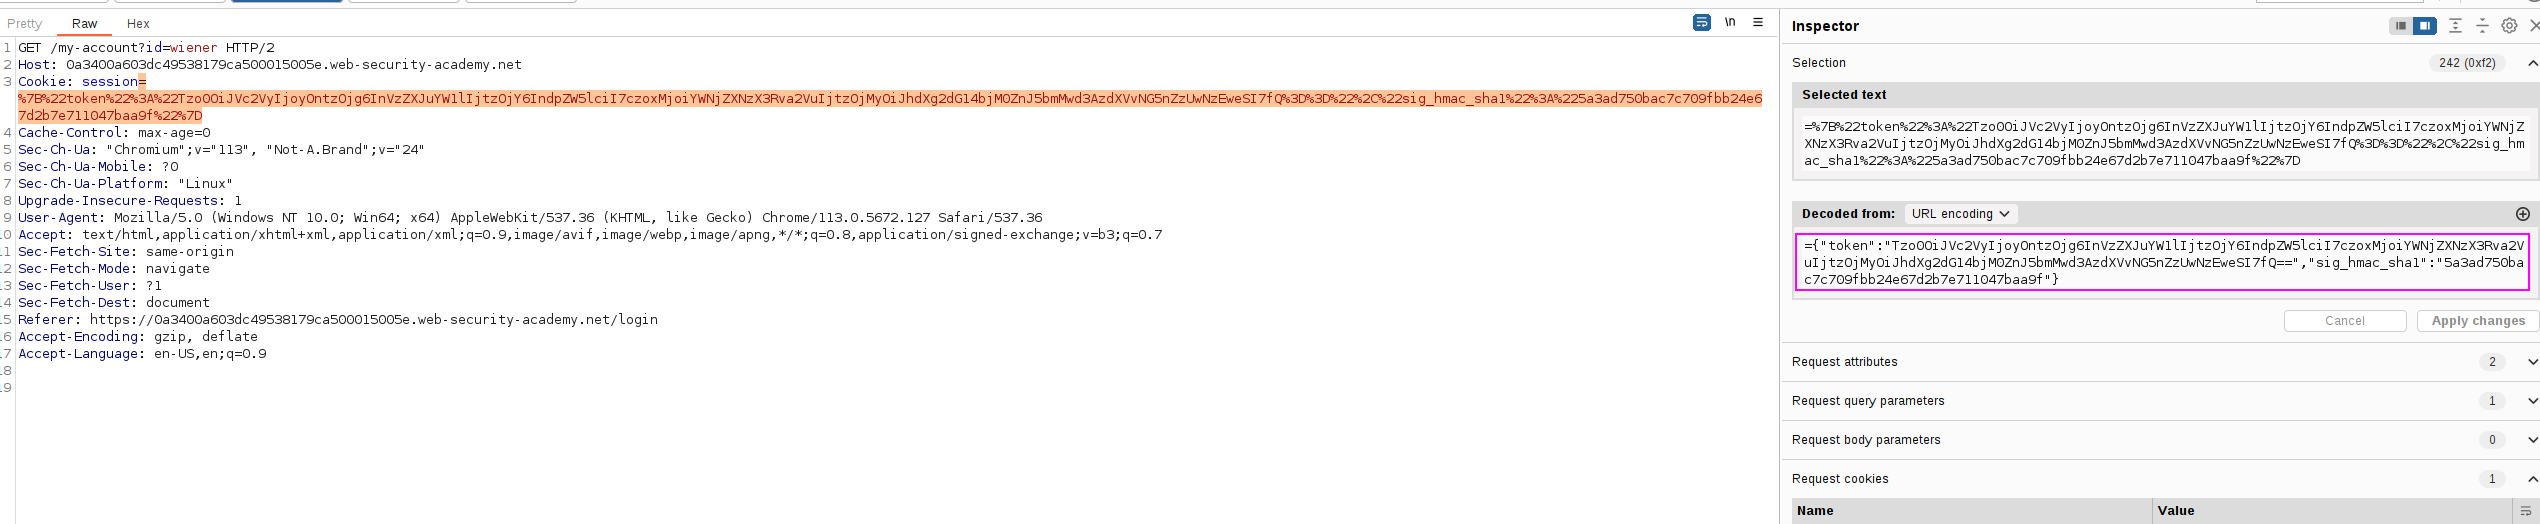 Pretty Raw Hex
\n
1 GET /my-account?id=wiener HTTP/2
2 Host: 0a3400a603dc49538179ca500015005e.web-security-academy.net
3 Cookie: session=
%7B%22token%22%3A%22Tzo0OiJVc2VyIjoyOntzOjg6InVzZXJuYW1lIjtzOjY6IndpZW5lciI7czoxMjoiYWNjZXNzX3Rva2VuIjtzOjMyOiJhdXg2dG14bjM0ZnJ5bmMwd3AzdXVvNG5nZzUwNzEweSI7fQ%3D%3D%22%2C%22sig_hmac_sha1%22%3A%225a3ad750bac7c709fbb24e6
7d2b7e711047baa9f%22%7D
4 Cache-Control: max-age=0
5 Sec-Ch-Ua: "Chromium";v="113", "Not-A.Brand";v="24"
6 Sec-Ch-Ua-Mobile: ?0
7 Sec-Ch-Ua-Platform: "Linux"
8 Upgrade-Insecure-Requests: 1
9 User-Agent: Mozilla/5.0 (Windows NT 10.0; Win64; x64) AppleWebKit/537.36 (KHTML, like Gecko) Chrome/113.0.5672.127 Safari/537.36
10 Accept: text/html,application/xhtml+xml,application/xml;q=0.9,image/avif,image/webp,image/apng,*/*;q=0.8,application/signed-exchange;v=b3;q=0.7
11 Sec-Fetch-Site: same-origin
12 Sec-Fetch-Mode: navigate
13 Sec-Fetch-User: ?1
14 Sec-Fetch-Dest: document
15 Referer: https://0a3400a603dc49538179ca500015005e.web-security-academy.net/login
16 Accept-Encoding: gzip, deflate
17 Accept-Language: en-US,en;q=0.9
18
19
Inspector
Selection 242 (0xf2)
Selected text
=%7B%22token%22%3A%22Tzo0OiJVc2VyIjoyOntzOjg6InVzZXJuYW1lIjtzOjY6IndpZW5lciI7czoxMjoiYWNjZ
XNzX3Rva2VuIjtzOjMyOiJhdXg2dG14bjM0ZnJ5bmMwd3AzdXVvNG5nZzUwNzEweSI7fQ%3D%3D%22%2C%22sig_hm
ac_sha1%22%3A%225a3ad750bac7c709fbb24e67d2b7e711047baa9f%22%7D
Decoded from: URL encoding
={"token":"Tzo0OiJVc2VyIjoyOntzOjg6InVzZXJuYW1lIjtzOjY6IndpZW5lciI7czoxMjoiYWNjZXNzX3Rva2V
uIjtzOjMyOiJhdXg2dG14bjM0ZnJ5bmMwd3AzdXVvNG5nZzUwNzEweSI7fQ==","sig_hmac_sha1":"5a3ad750ba
c7c709fbb24e67d2b7e711047baa9f"}
Cancel Apply changes
Request attributes 2
Request query parameters 1
Request body parameters 0
Request cookies 1
Name Value